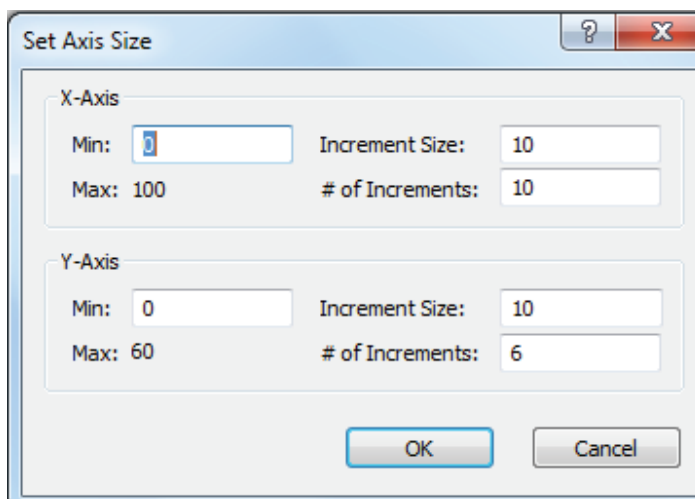 Set Axis Size
?
X
X-Axis
Min: 0 Increment Size: 10
Max: 100 # of Increments: 10
Y-Axis
Min: 0 Increment Size: 10
Max: 60 # of Increments: 6
OK Cancel